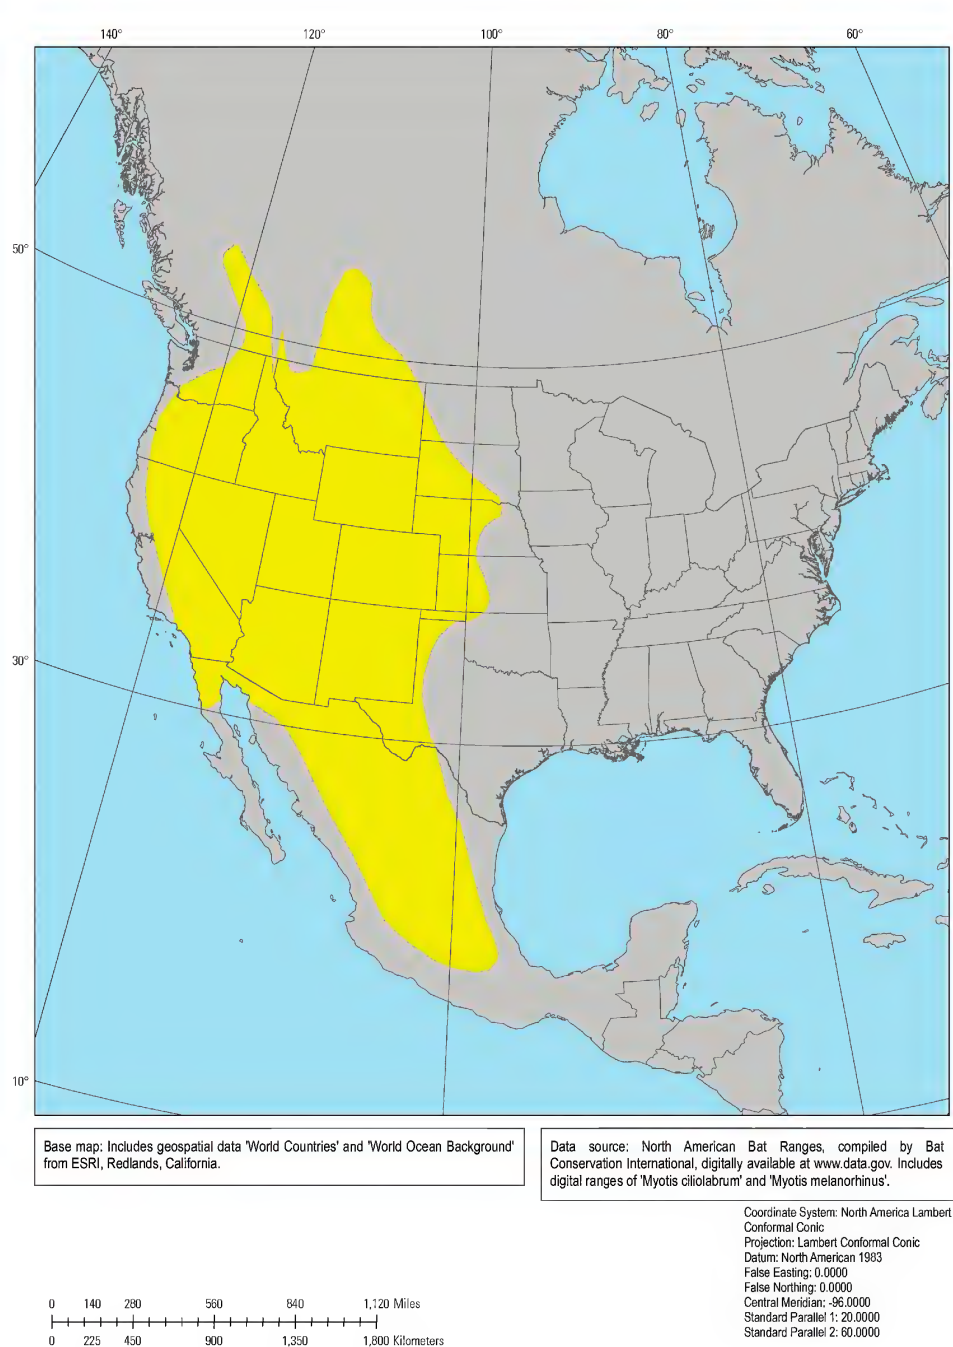 140° 120° 100° 80° 60°
50°
30°
10°
Base map: Includes geospatial data 'World Countries' and 'World Ocean Background'
from ESRI, Redlands, California.
Data source: North American Bat Ranges, compiled by Bat
Conservation International, digitally available at www.data.gov. Includes
digital ranges of 'Myotis ciliolabrum' and 'Myotis melanorhinus'.
Coordinate System: North America Lambert
Conformal Conic
Projection: Lambert Conformal Conic
Datum: North American 1983
False Easting: 0.0000
False Northing: 0.0000
Central Meridian: -96.0000
Standard Parallel 1: 20.0000
Standard Parallel 2: 60.0000
0 140 280 560 840 1,120 Miles
0 225 450 900 1,350 1,800 Kilometers